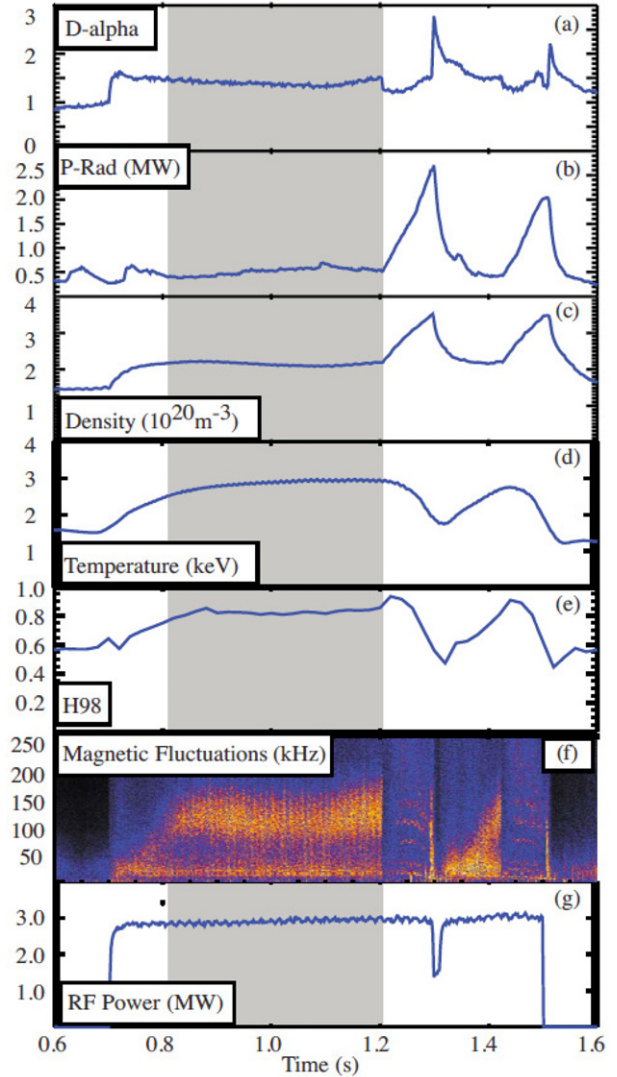 3
D-alpha
(a)
2
1
0
P-Rad (MW)
(b)
2.5
2.0
1.5
1.0
0.5
4
(c)
3
2
1
Density (10²⁰m⁻³)
4
(d)
3
2
1
Temperature (keV)
1.0
(e)
0.8
0.6
0.4
0.2
H98
250
Magnetic Fluctuations (kHz)
(f)
200
150
100
50
(g)
3.0
2.0
1.0
RF Power (MW)
0.6 0.8 1.0 1.2 1.4 1.6
Time (s)